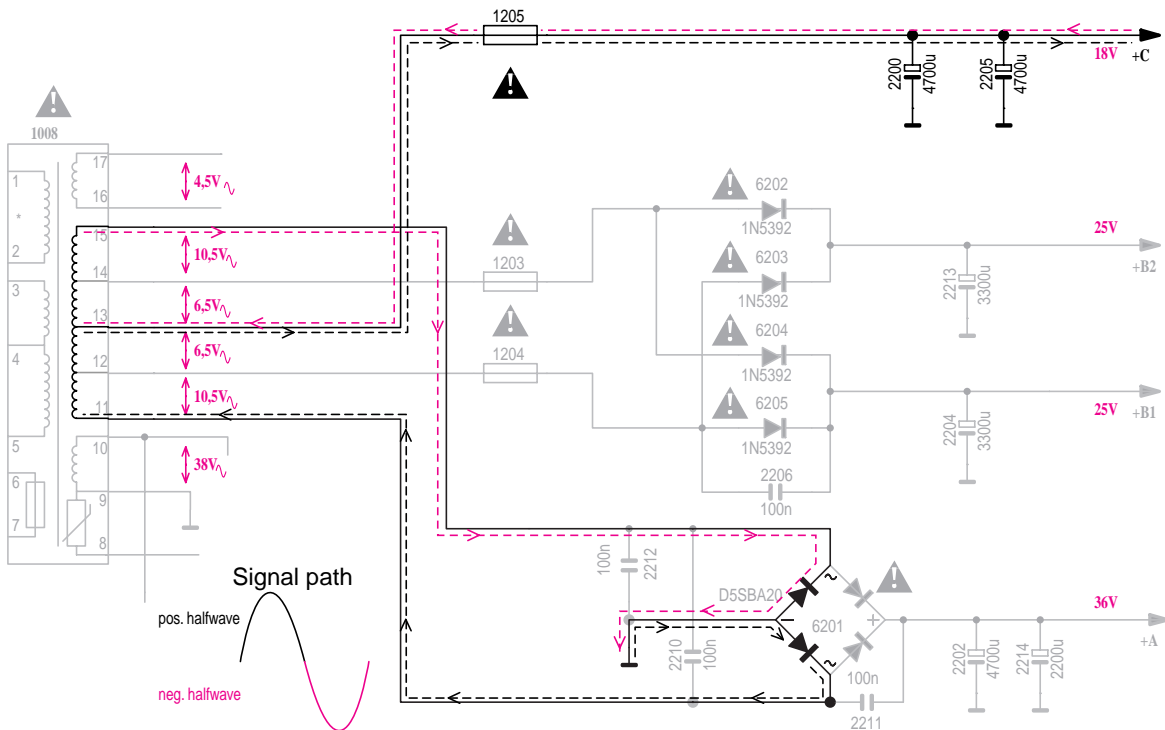 1205
18V
+C
2200
4700u
2205
4700u
1008
17
4,5V
16
1
*
2
15
10,5V
14
6,5V
13
3
6,5V
12
4
10,5V
11
5
10
38V
6
9
7
8
1203
1204
6202
1N5392
6203
1N5392
6204
1N5392
6205
1N5392
2206
100n
25V
+B2
2213
3300u
25V
+B1
2204
3300u
100n
2212
2210
100n
D5SBA20
~
−
+
6201
~
100n
2211
36V
+A
2202
4700u
2214
2200u
Signal path
pos. halfwave
neg. halfwave